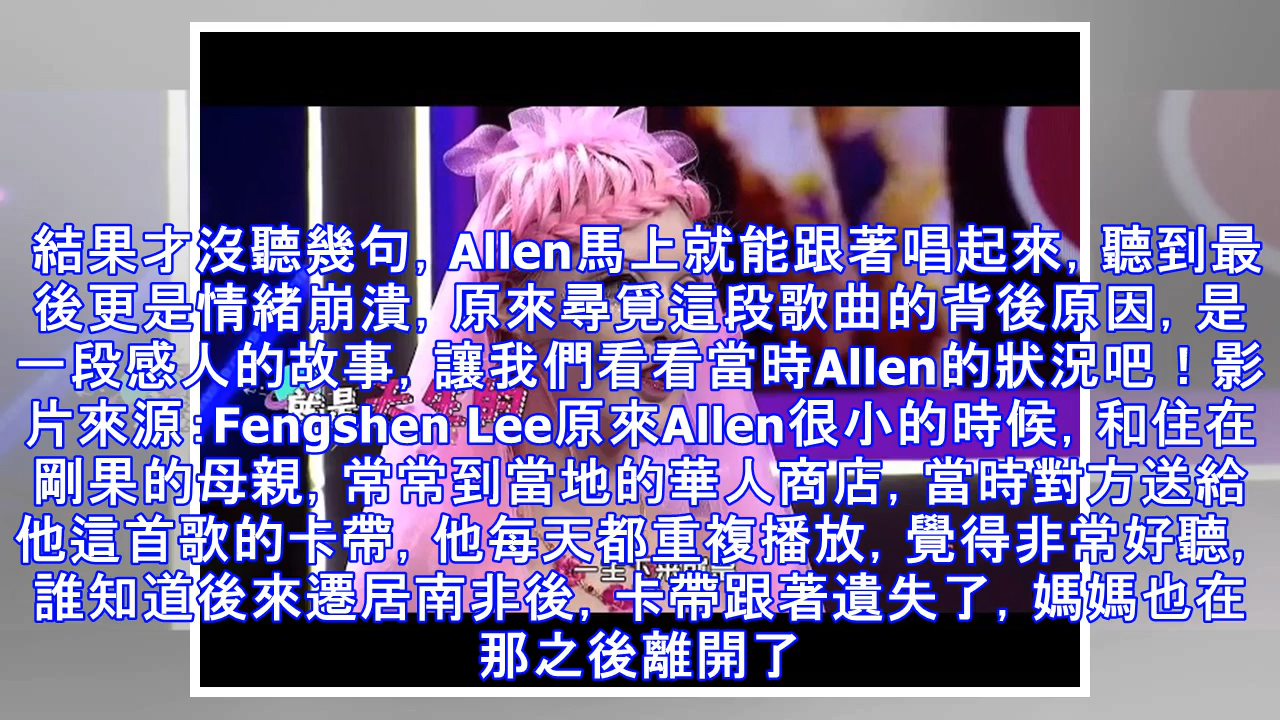 結果才沒聽幾句, Allen馬上就能跟著唱起來, 聽到最
後更是情緒崩潰, 原來尋覓這段歌曲的背後原因, 是
一段感人的故事, 讓我們看看當時Allen的狀況吧！影
片來源:Fengshen Lee原來Allen很小的時候, 和住在
剛果的母親, 常常到當地的華人商店, 當時對方送給
他這首歌的卡帶, 他每天都重複播放, 覺得非常好聽,
誰知道後來遷居南非後, 卡帶跟著遺失了, 媽媽也在
那之後離開了
就是